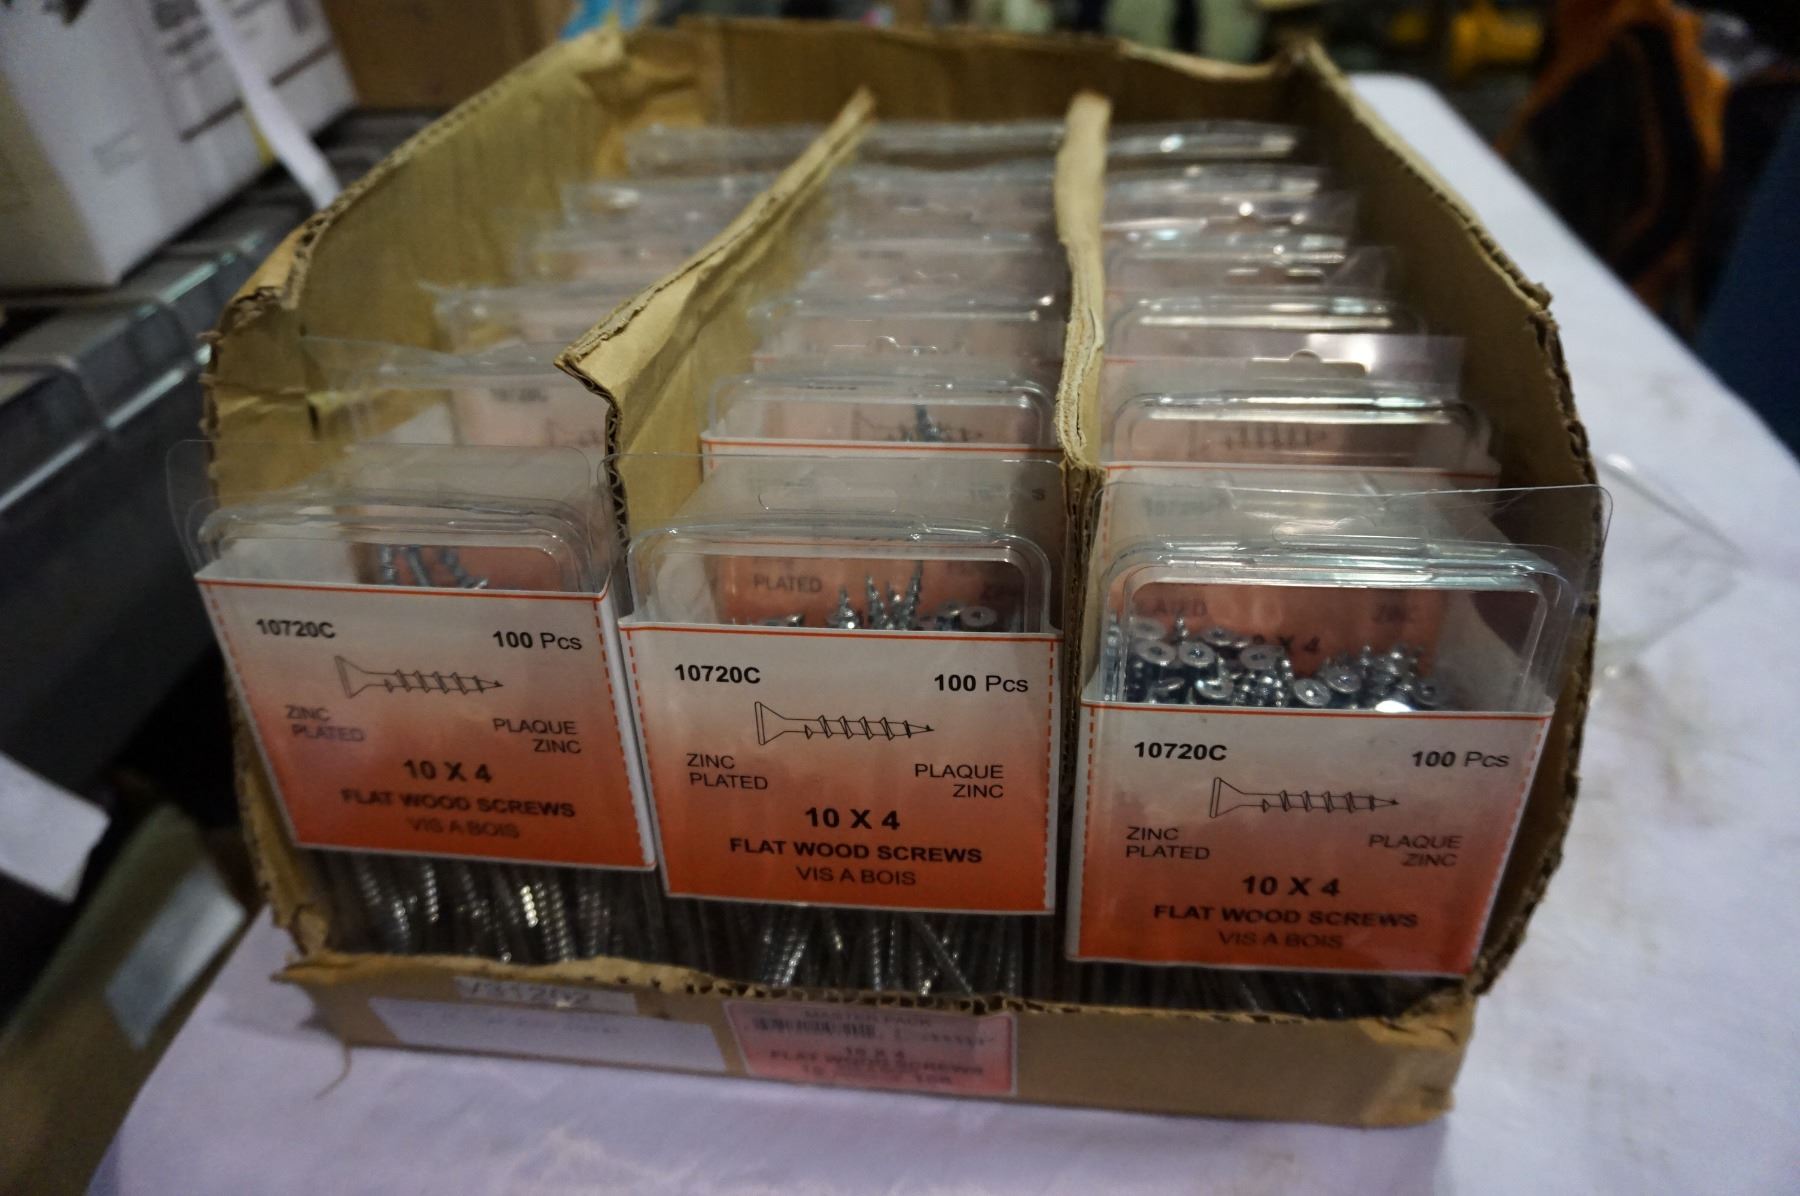 10720C
100 Pcs
ZINC
PLATED
PLAQUE
ZINC
10 X 4
FLAT WOOD SCREWS
VIS A BOIS
PLATED
10720C
100 Pcs
ZINC
PLATED
PLAQUE
ZINC
10 X 4
FLAT WOOD SCREWS
VIS A BOIS
ZINC
X 4
10720C
100 Pcs
ZINC
PLATED
PLAQUE
ZINC
10 X 4
FLAT WOOD SCREWS
VIS A BOIS
MASTER PACK
10 X 4
FLAT WOOD SCREWS